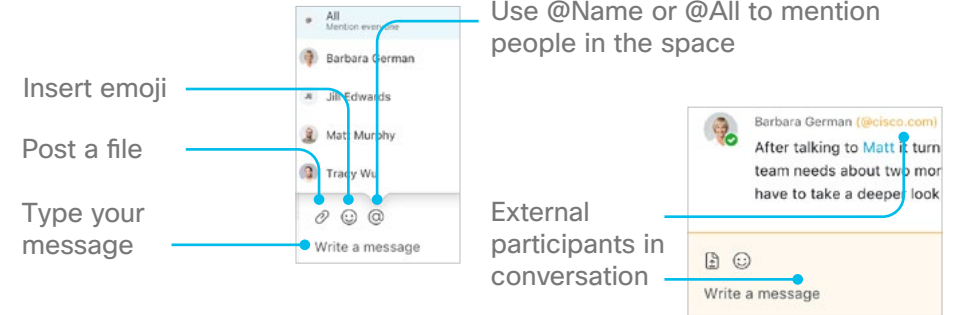 Use @Name or @All to mention
people in the space
All
Mention everyone
Barbara German
JE
Jill Edwards
Matt Murphy
Tracy Wu
Write a message
Insert emoji
Post a file
Type your
message
Barbara German (@cisco.com)
After talking to Matt it turn
team needs about two mor
have to take a deeper look
Write a message
External
participants in
conversation